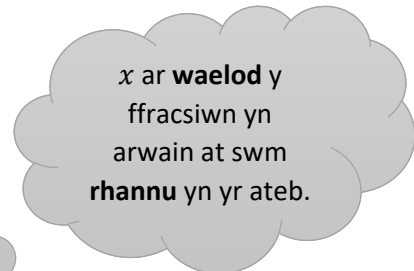 𝑥 ar waelod y
ffracsiwn yn
arwain at swm
rhannu yn yr ateb.